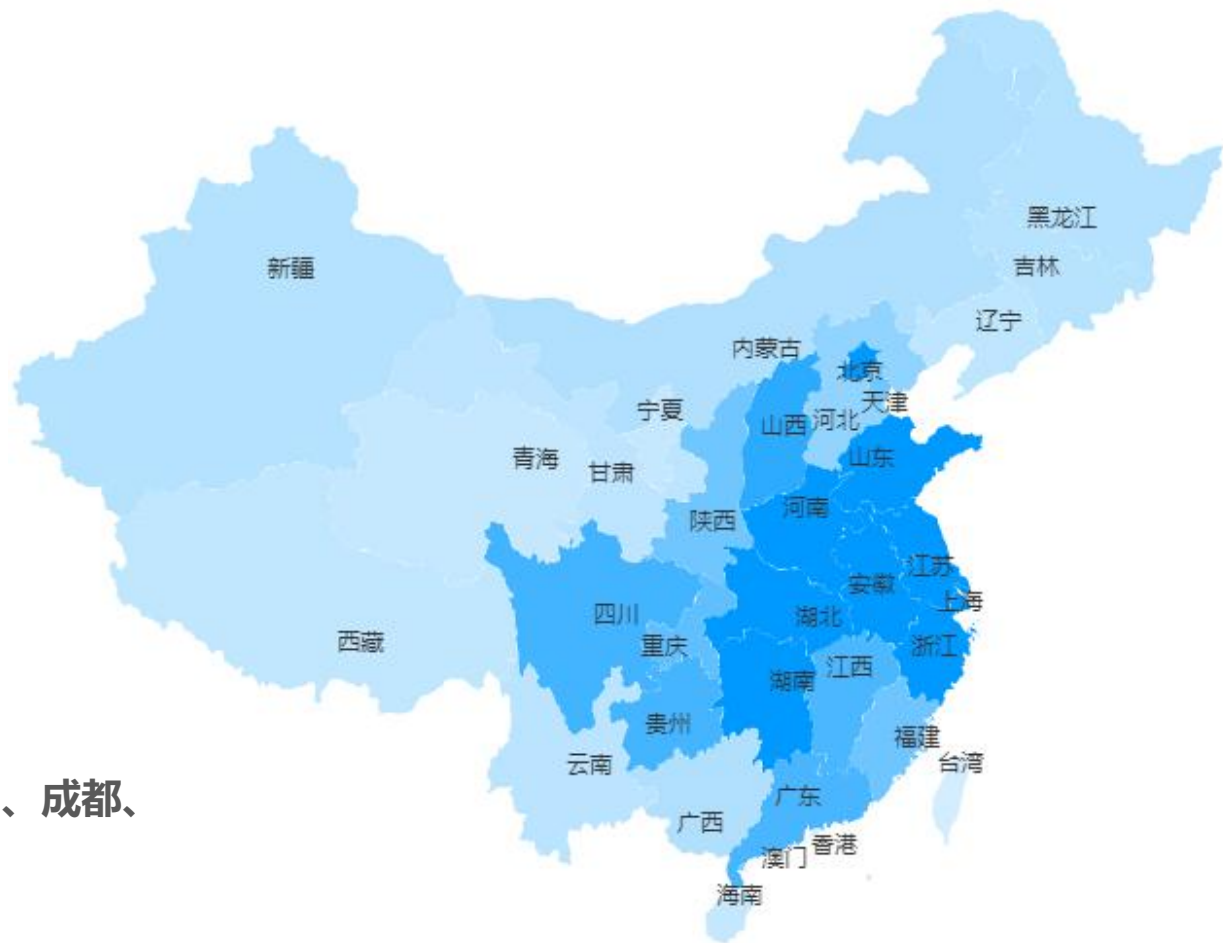 黑龙江
吉林
新疆
辽宁
内蒙古
北京
天津
宁夏
山西
河北
青海
甘肃
山东
河南
陕西
江苏
安徽
上海
四川
湖北
重庆
浙江
西藏
江西
湖南
贵州
福建
云南
台湾
、成都、
广东
广西
香港
澳门
海南